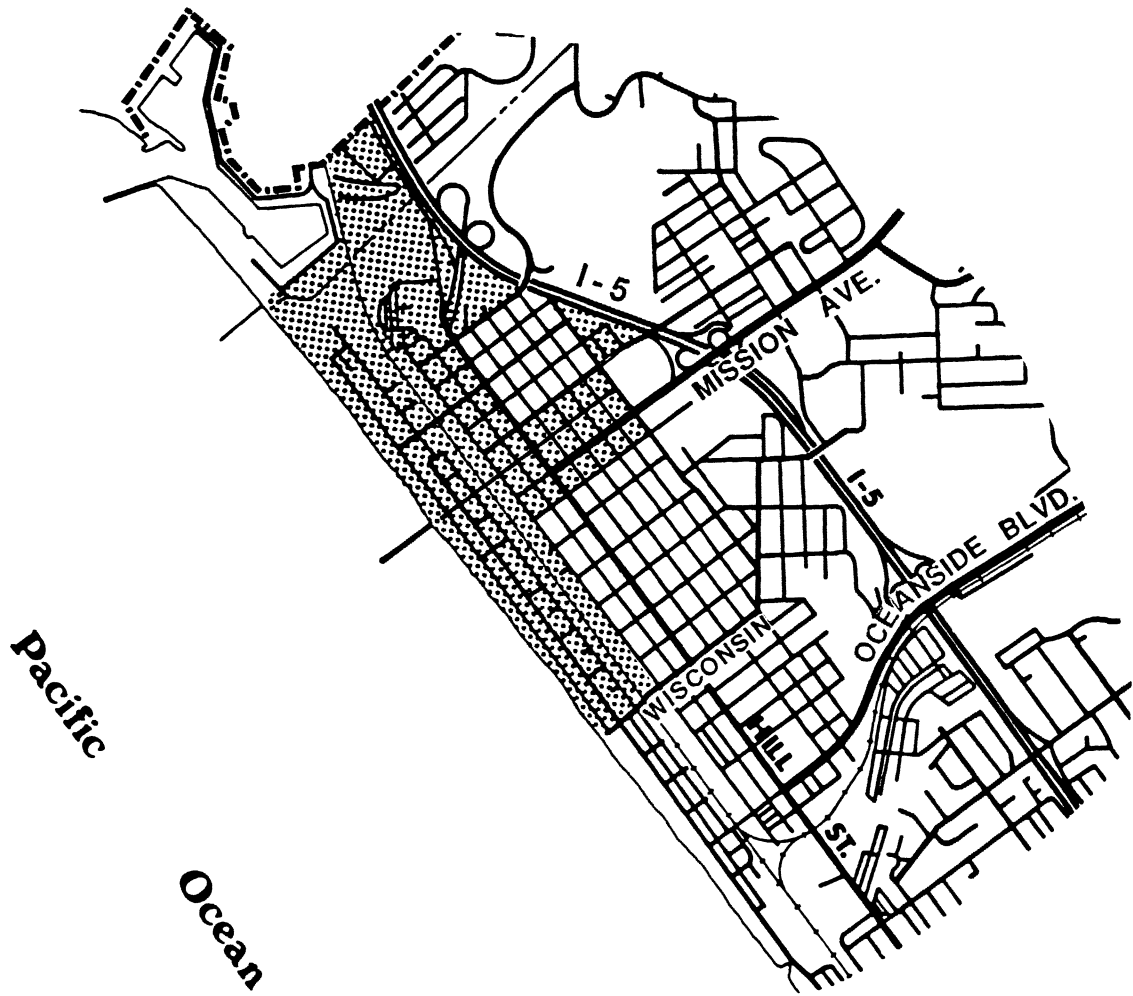 I-5
MISSION AVE.
I-5
OCEANSIDE BLVD.
WISCONSIN
HILL
ST.
Pacific
Ocean